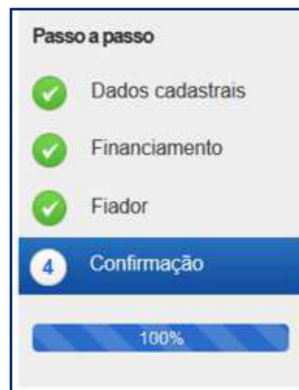 Passo a passo
Dados cadastrais
Financiamento
Fiador
4 Confirmação
100%